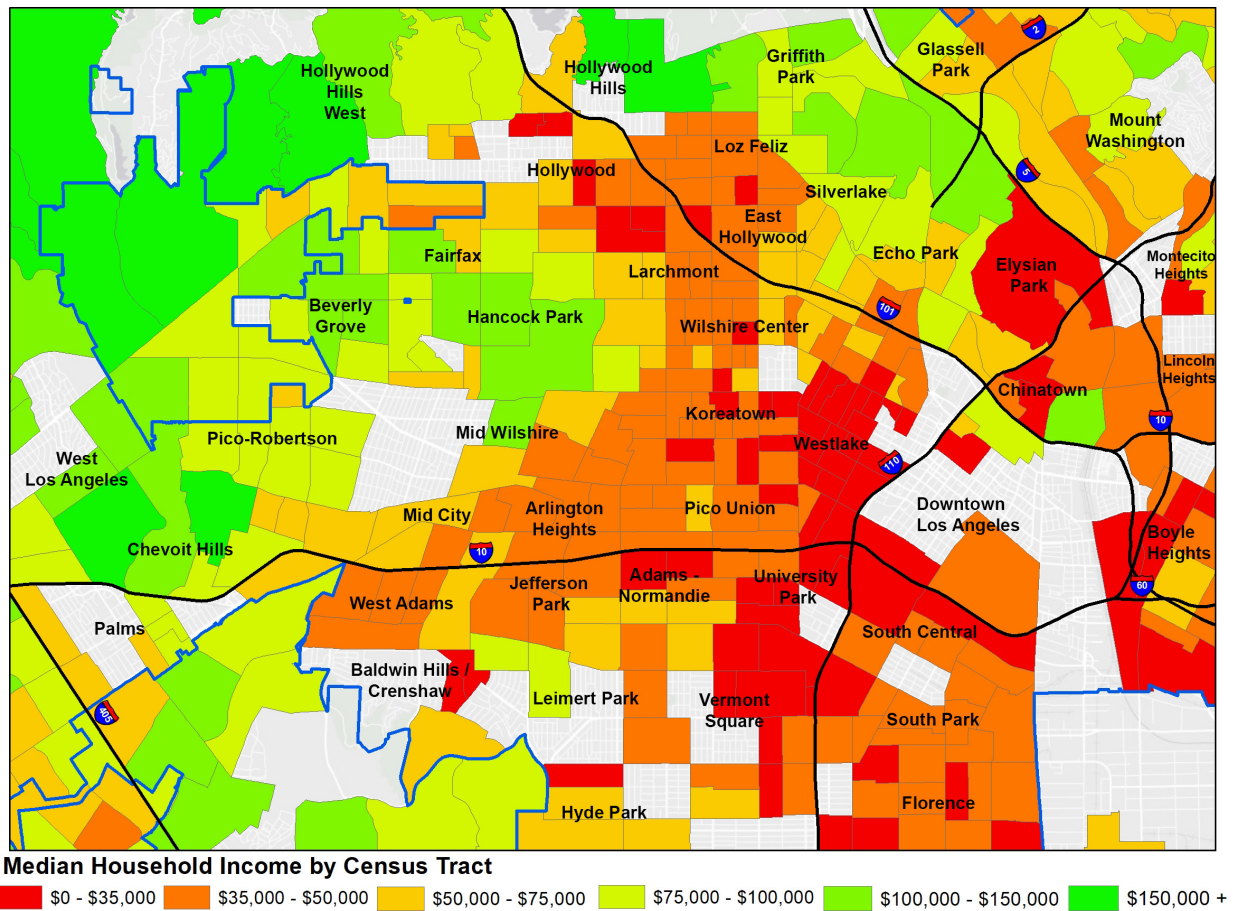 Hollywood
Hills
West
Hollywood
Hills
Griffith
Park
Glassell
Park
2
Mount
Washington
Loz Feliz
Hollywood
5
Silverlake
East
Hollywood
Fairfax
Echo Park
Larchmont
Elysian
Park
Montecito
Heights
Beverly
Grove
Hancock Park
101
Wilshire Center
Lincoln
Heights
Chinatown
Koreatown
10
Mid Wilshire
Pico-Robertson
Westlake
West
Los Angeles
110
Downtown
Los Angeles
Mid City
Arlington
Heights
Pico Union
Chevoit Hills
10
Boyle
Heights
Adams -
Normandie
University
Park
Jefferson
Park
60
West Adams
Palms
South Central
Baldwin Hills /
Crenshaw
Leimert Park
Vermont
Square
405
South Park
Hyde Park
Florence
Median Household Income by Census Tract
$0 - $35,000 $35,000 - $50,000 $50,000 - $75,000 $75,000 - $100,000 $100,000 - $150,000 $150,000 +